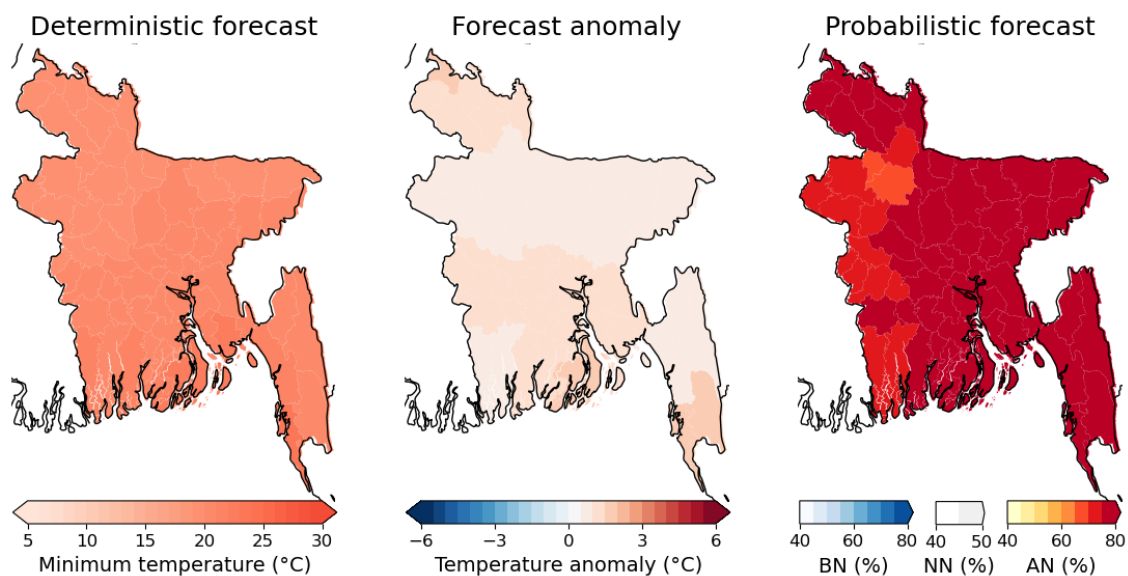 Deterministic forecast
Forecast anomaly
Probabilistic forecast
5 10 15 20 25 30
Minimum temperature (°C)
−6 −3 0 3 6
Temperature anomaly (°C)
40 60 80
BN (%)
40 50
NN (%)
40 60 80
AN (%)